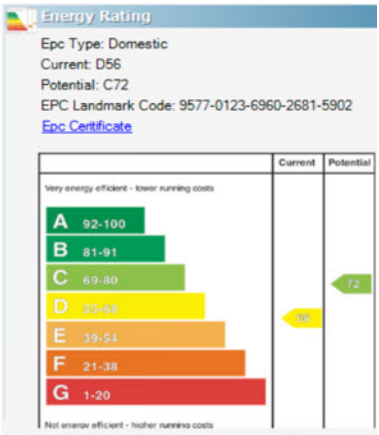 Energy Rating
Epc Type: Domestic
Current: D56
Potential: C72
EPC Landmark Code: 9577-0123-6960-2681-5902
Epc Certificate
Current Potential
Very energy efficient - lower running costs
A 92-100
B 81-91
C 69-80
72
D 55-68
56
E 39-54
F 21-38
G 1-20
Not energy efficient - higher running costs